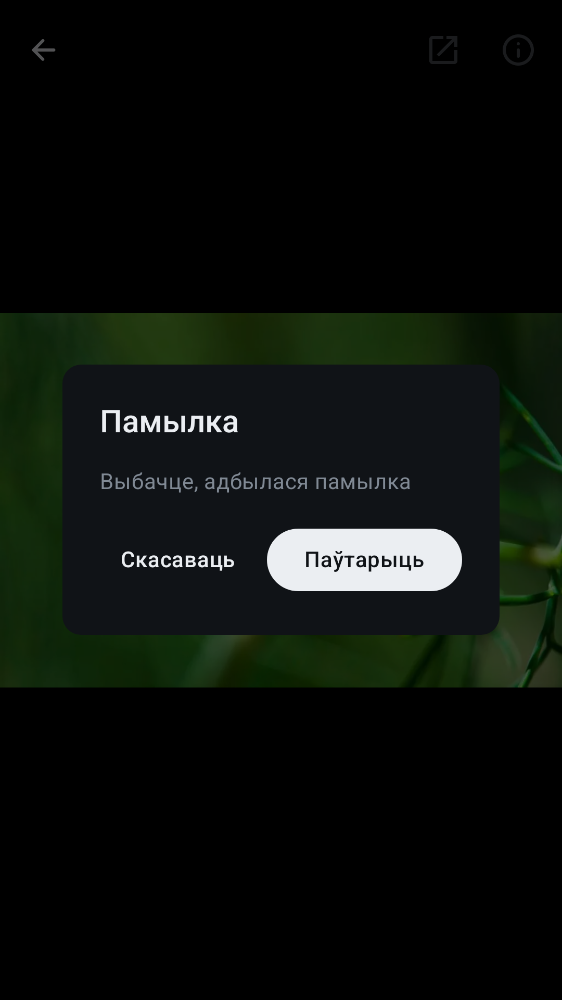 Памылка
Выбачце, адбылася памылка
Скасаваць
Паўтарыць